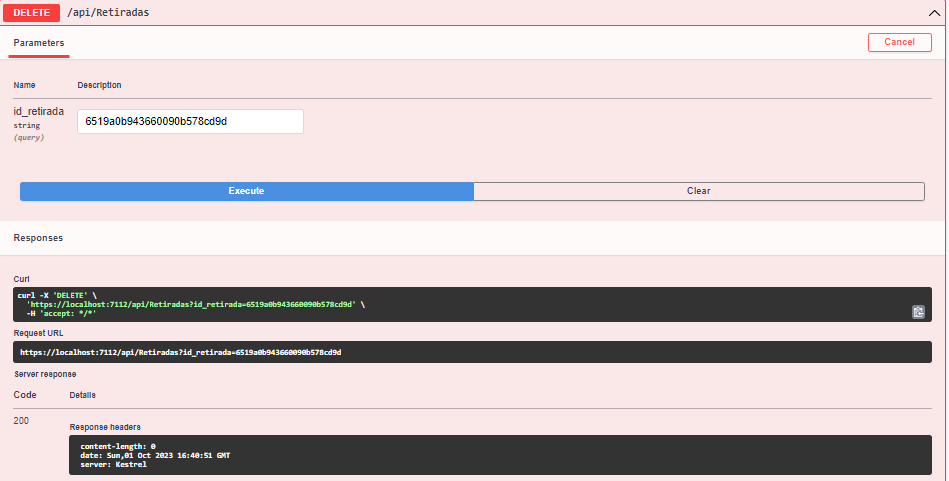 DELETE /api/Retiradas
Parameters
Cancel
Name Description
id_retirada
string
(query)
6519a0b943660090b578cd9d
Execute Clear
Responses
Curl
curl -X 'DELETE' \
'https://localhost:7112/api/Retiradas?id_retirada=6519a0b943660090b578cd9d' \
-H 'accept: */*'
Request URL
https://localhost:7112/api/Retiradas?id_retirada=6519a0b943660090b578cd9d
Server response
Code Details
200
Response headers
content-length: 0
date: Sun,01 Oct 2023 16:40:51 GMT
server: Kestrel